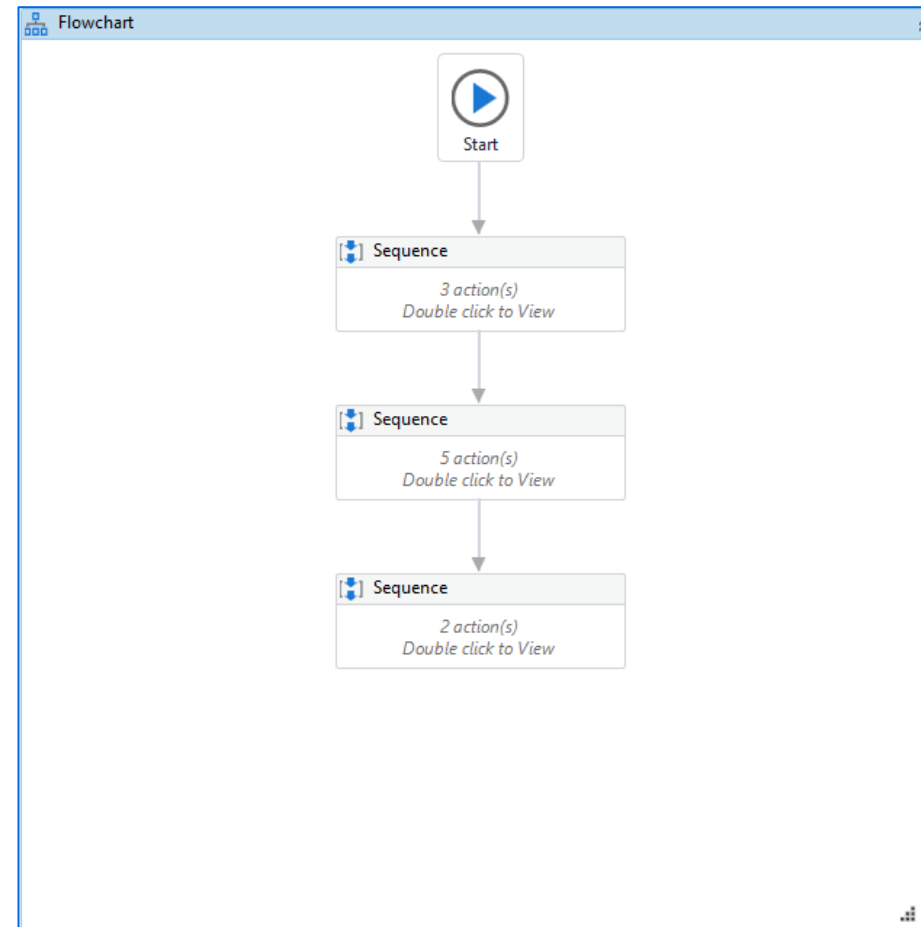 Flowchart
Start
Sequence
3 action(s)
Double click to View
Sequence
5 action(s)
Double click to View
Sequence
2 action(s)
Double click to View